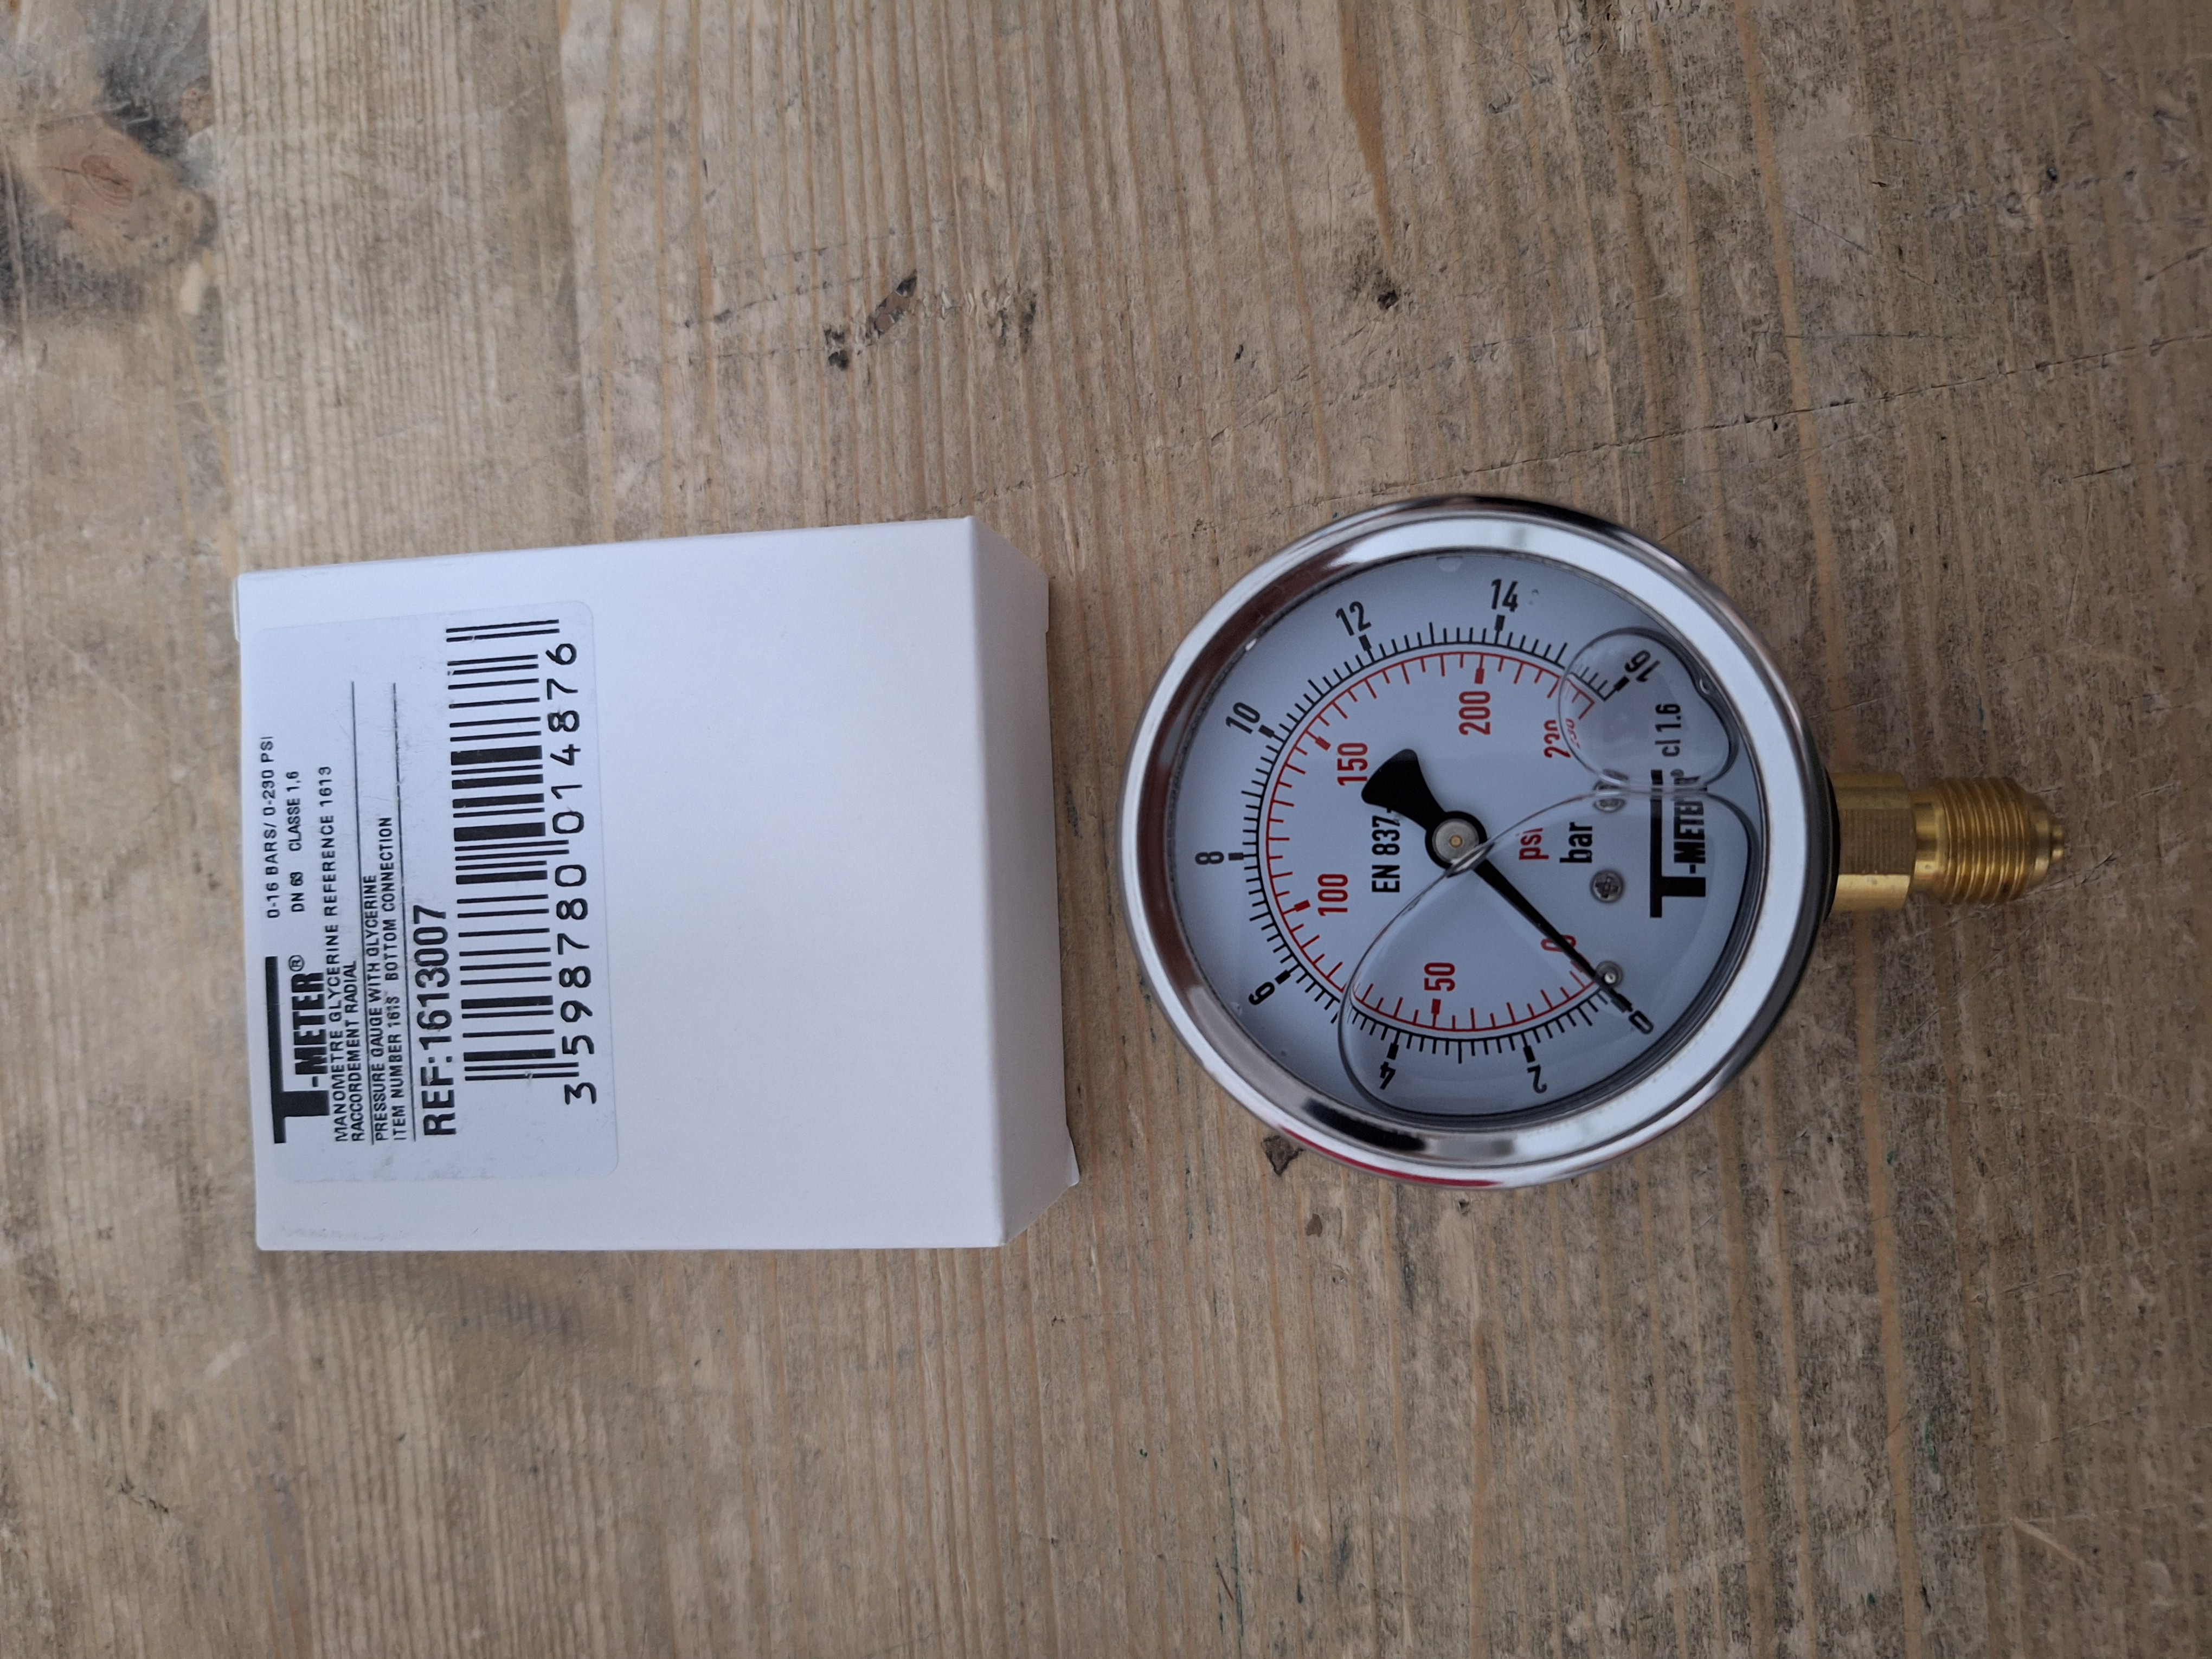 T-METER®
0-16 BARS/ 0-230 PSI
DN 63 CLASSE 1,6
MANOMETRE GLYCERINE REFERENCE 1613
RACCORDEMENT RADIAL
PRESSURE GAUGE WITH GLYCERINE
ITEM NUMBER 161S BOTTOM CONNECTION
REF:1613007
3 598780 014876
0
2
4
6
8
10
12
14
16
0
50
100
150
200
230
EN 837-
psi
bar
T-METER® cl 1.6